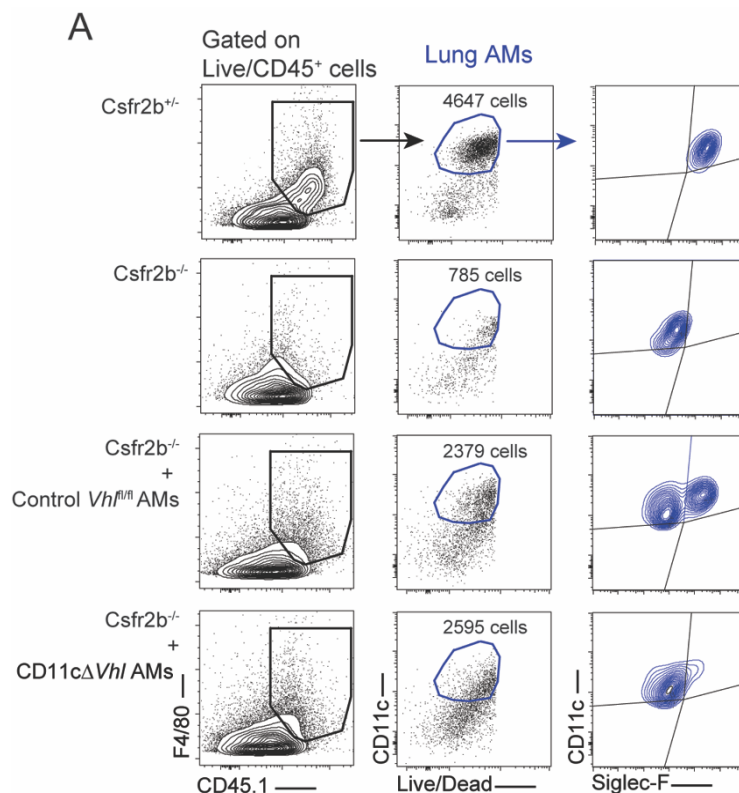 A
Gated on
Live/CD45⁺ cells
Lung AMs
Csfr2b⁺/⁻
4647 cells
Csfr2b⁻/⁻
785 cells
Csfr2b⁻/⁻
+
Control Vhlᶠˡ/ᶠˡ AMs
2379 cells
Csfr2b⁻/⁻
+
CD11cΔVhl AMs
2595 cells
F4/80
CD45.1
CD11c
Live/Dead
CD11c
Siglec-F